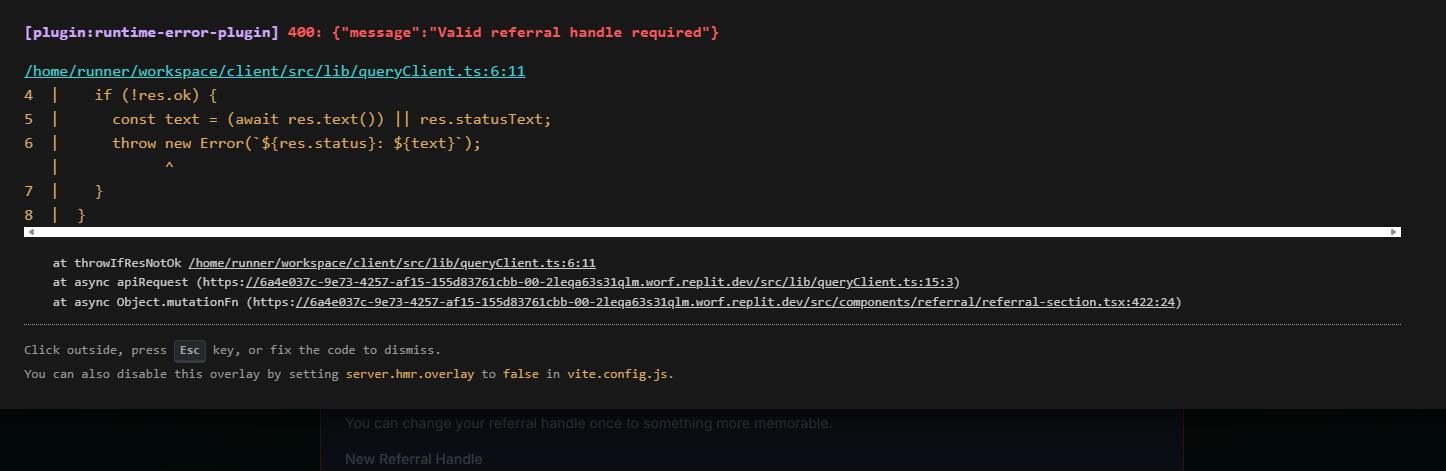 [plugin:runtime-error-plugin] 400: {"message":"Valid referral handle required"}
/home/runner/workspace/client/src/lib/queryClient.ts:6:11
4 |    if (!res.ok) {
5 |      const text = (await res.text()) || res.statusText;
6 |      throw new Error(`${res.status}: ${text}`);
  |            ^
7 |    }
8 |  }
at throwIfResNotOk /home/runner/workspace/client/src/lib/queryClient.ts:6:11
at async apiRequest (https://6a4e037c-9e73-4257-af15-155d83761cbb-00-2leqa63s31qlm.worf.replit.dev/src/lib/queryClient.ts:15:3)
at async Object.mutationFn (https://6a4e037c-9e73-4257-af15-155d83761cbb-00-2leqa63s31qlm.worf.replit.dev/src/components/referral/referral-section.tsx:422:24)
Click outside, press Esc key, or fix the code to dismiss.
You can also disable this overlay by setting server.hmr.overlay to false in vite.config.js.
You can change your referral handle once to something more memorable.
New Referral Handle